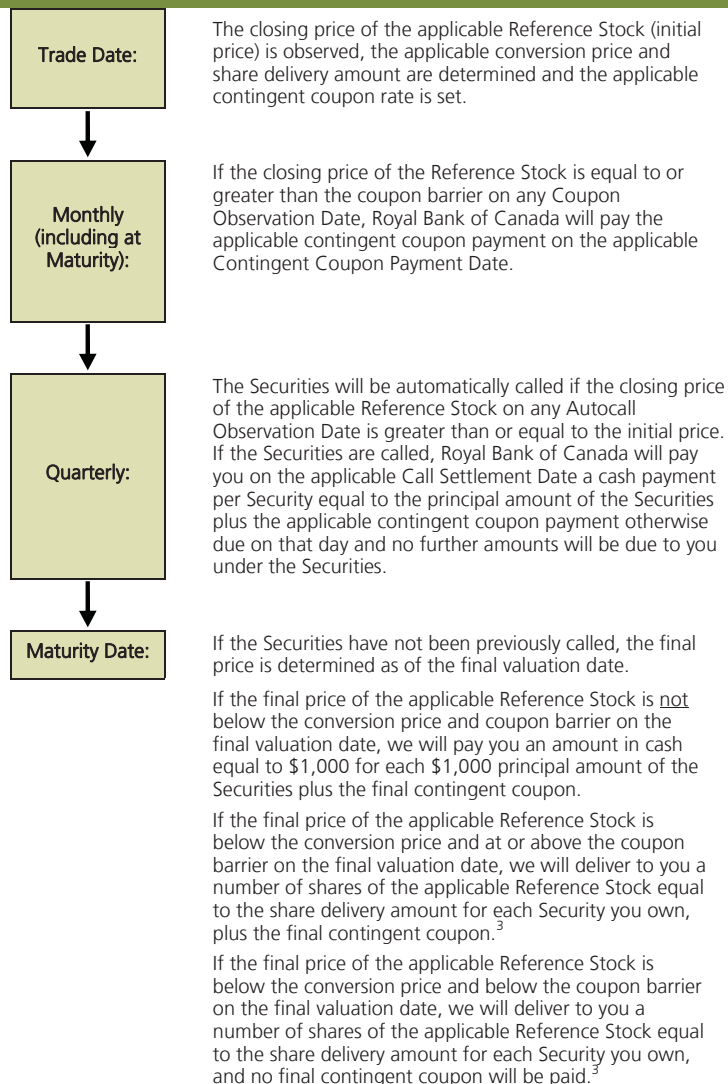 Trade Date:
The closing price of the applicable Reference Stock (initial
price) is observed, the applicable conversion price and
share delivery amount are determined and the applicable
contingent coupon rate is set.
Monthly
(including at
Maturity):
If the closing price of the Reference Stock is equal to or
greater than the coupon barrier on any Coupon
Observation Date, Royal Bank of Canada will pay the
applicable contingent coupon payment on the applicable
Contingent Coupon Payment Date.
Quarterly:
The Securities will be automatically called if the closing price
of the applicable Reference Stock on any Autocall
Observation Date is greater than or equal to the initial price.
If the Securities are called, Royal Bank of Canada will pay
you on the applicable Call Settlement Date a cash payment
per Security equal to the principal amount of the Securities
plus the applicable contingent coupon payment otherwise
due on that day and no further amounts will be due to you
under the Securities.
Maturity Date:
If the Securities have not been previously called, the final
price is determined as of the final valuation date.
If the final price of the applicable Reference Stock is not
below the conversion price and coupon barrier on the
final valuation date, we will pay you an amount in cash
equal to $1,000 for each $1,000 principal amount of the
Securities plus the final contingent coupon.
If the final price of the applicable Reference Stock is
below the conversion price and at or above the coupon
barrier on the final valuation date, we will deliver to you a
number of shares of the applicable Reference Stock equal
to the share delivery amount for each Security you own,
plus the final contingent coupon.3
If the final price of the applicable Reference Stock is
below the conversion price and below the coupon barrier
on the final valuation date, we will deliver to you a
number of shares of the applicable Reference Stock equal
to the share delivery amount for each Security you own,
and no final contingent coupon will be paid.3